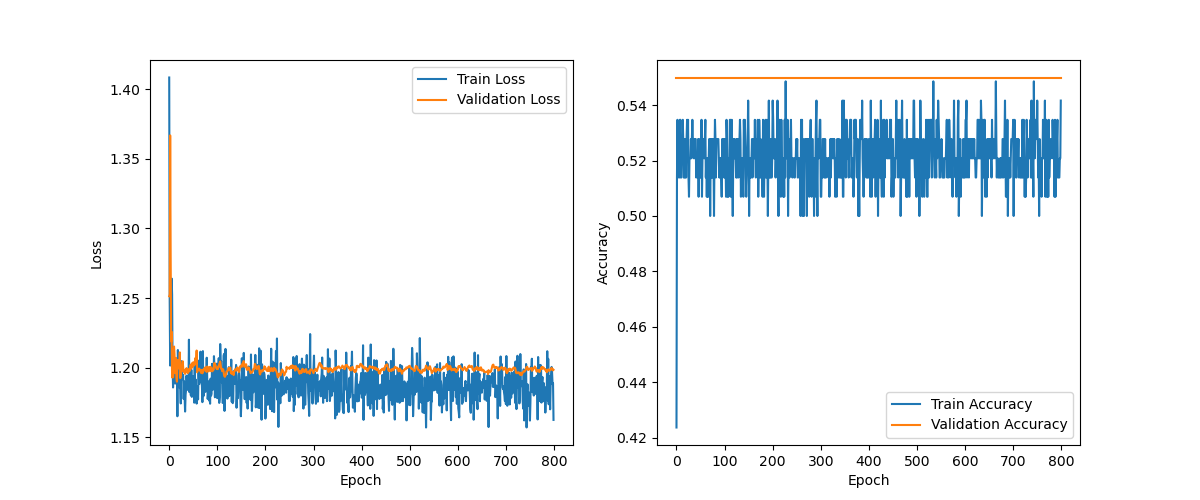 Train Loss
Validation Loss
1.40
1.35
1.30
1.25
1.20
1.15
Loss
0 100 200 300 400 500 600 700 800
Epoch
0.54
0.52
0.50
0.48
0.46
0.44
0.42
Accuracy
Train Accuracy
Validation Accuracy
0 100 200 300 400 500 600 700 800
Epoch